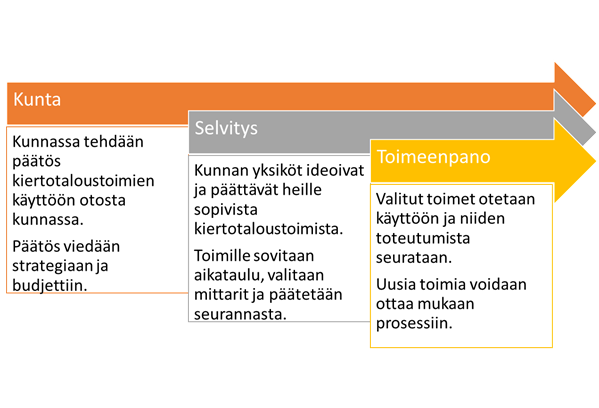 Kunta
Kunnassa tehdään
päätös
kiertotaloustoimien
käyttöön otosta
kunnassa.
Päätös viedään
strategiaan ja
budjettiin.
Selvitys
Kunnan yksiköt ideoivat
ja päättävät heille
sopivista
kiertotaloustoimista.
Toimille sovitaan
aikataulu, valitaan
mittarit ja päätetään
seurannasta.
Toimeenpano
Valitut toimet otetaan
käyttöön ja niiden
toteutumista
seurataan.
Uusia toimia voidaan
ottaa mukaan
prosessiin.